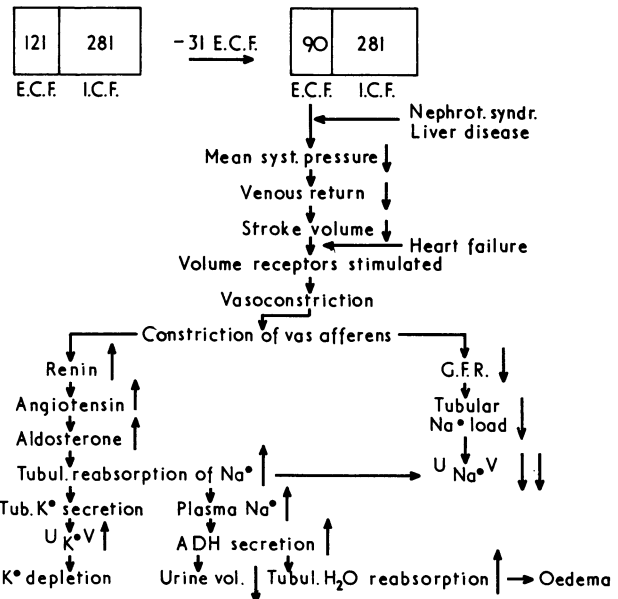 121 281 −31 E.C.F. 90 281
E.C.F. I.C.F. E.C.F. I.C.F.
Nephrot. syndr.
Liver disease
Mean syst. pressure
Venous return
Stroke volume
Heart failure
Volume receptors stimulated
Vasoconstriction
Constriction of vas afferens
Renin G.F.R.
Angiotensin Tubular
Na• load
Aldosterone
Tubul. reabsorption of Na• U Na• V
Tub. K• secretion Plasma Na•
U K• V ADH secretion
K• depletion Urine vol. Tubul. H₂O reabsorption Oedema